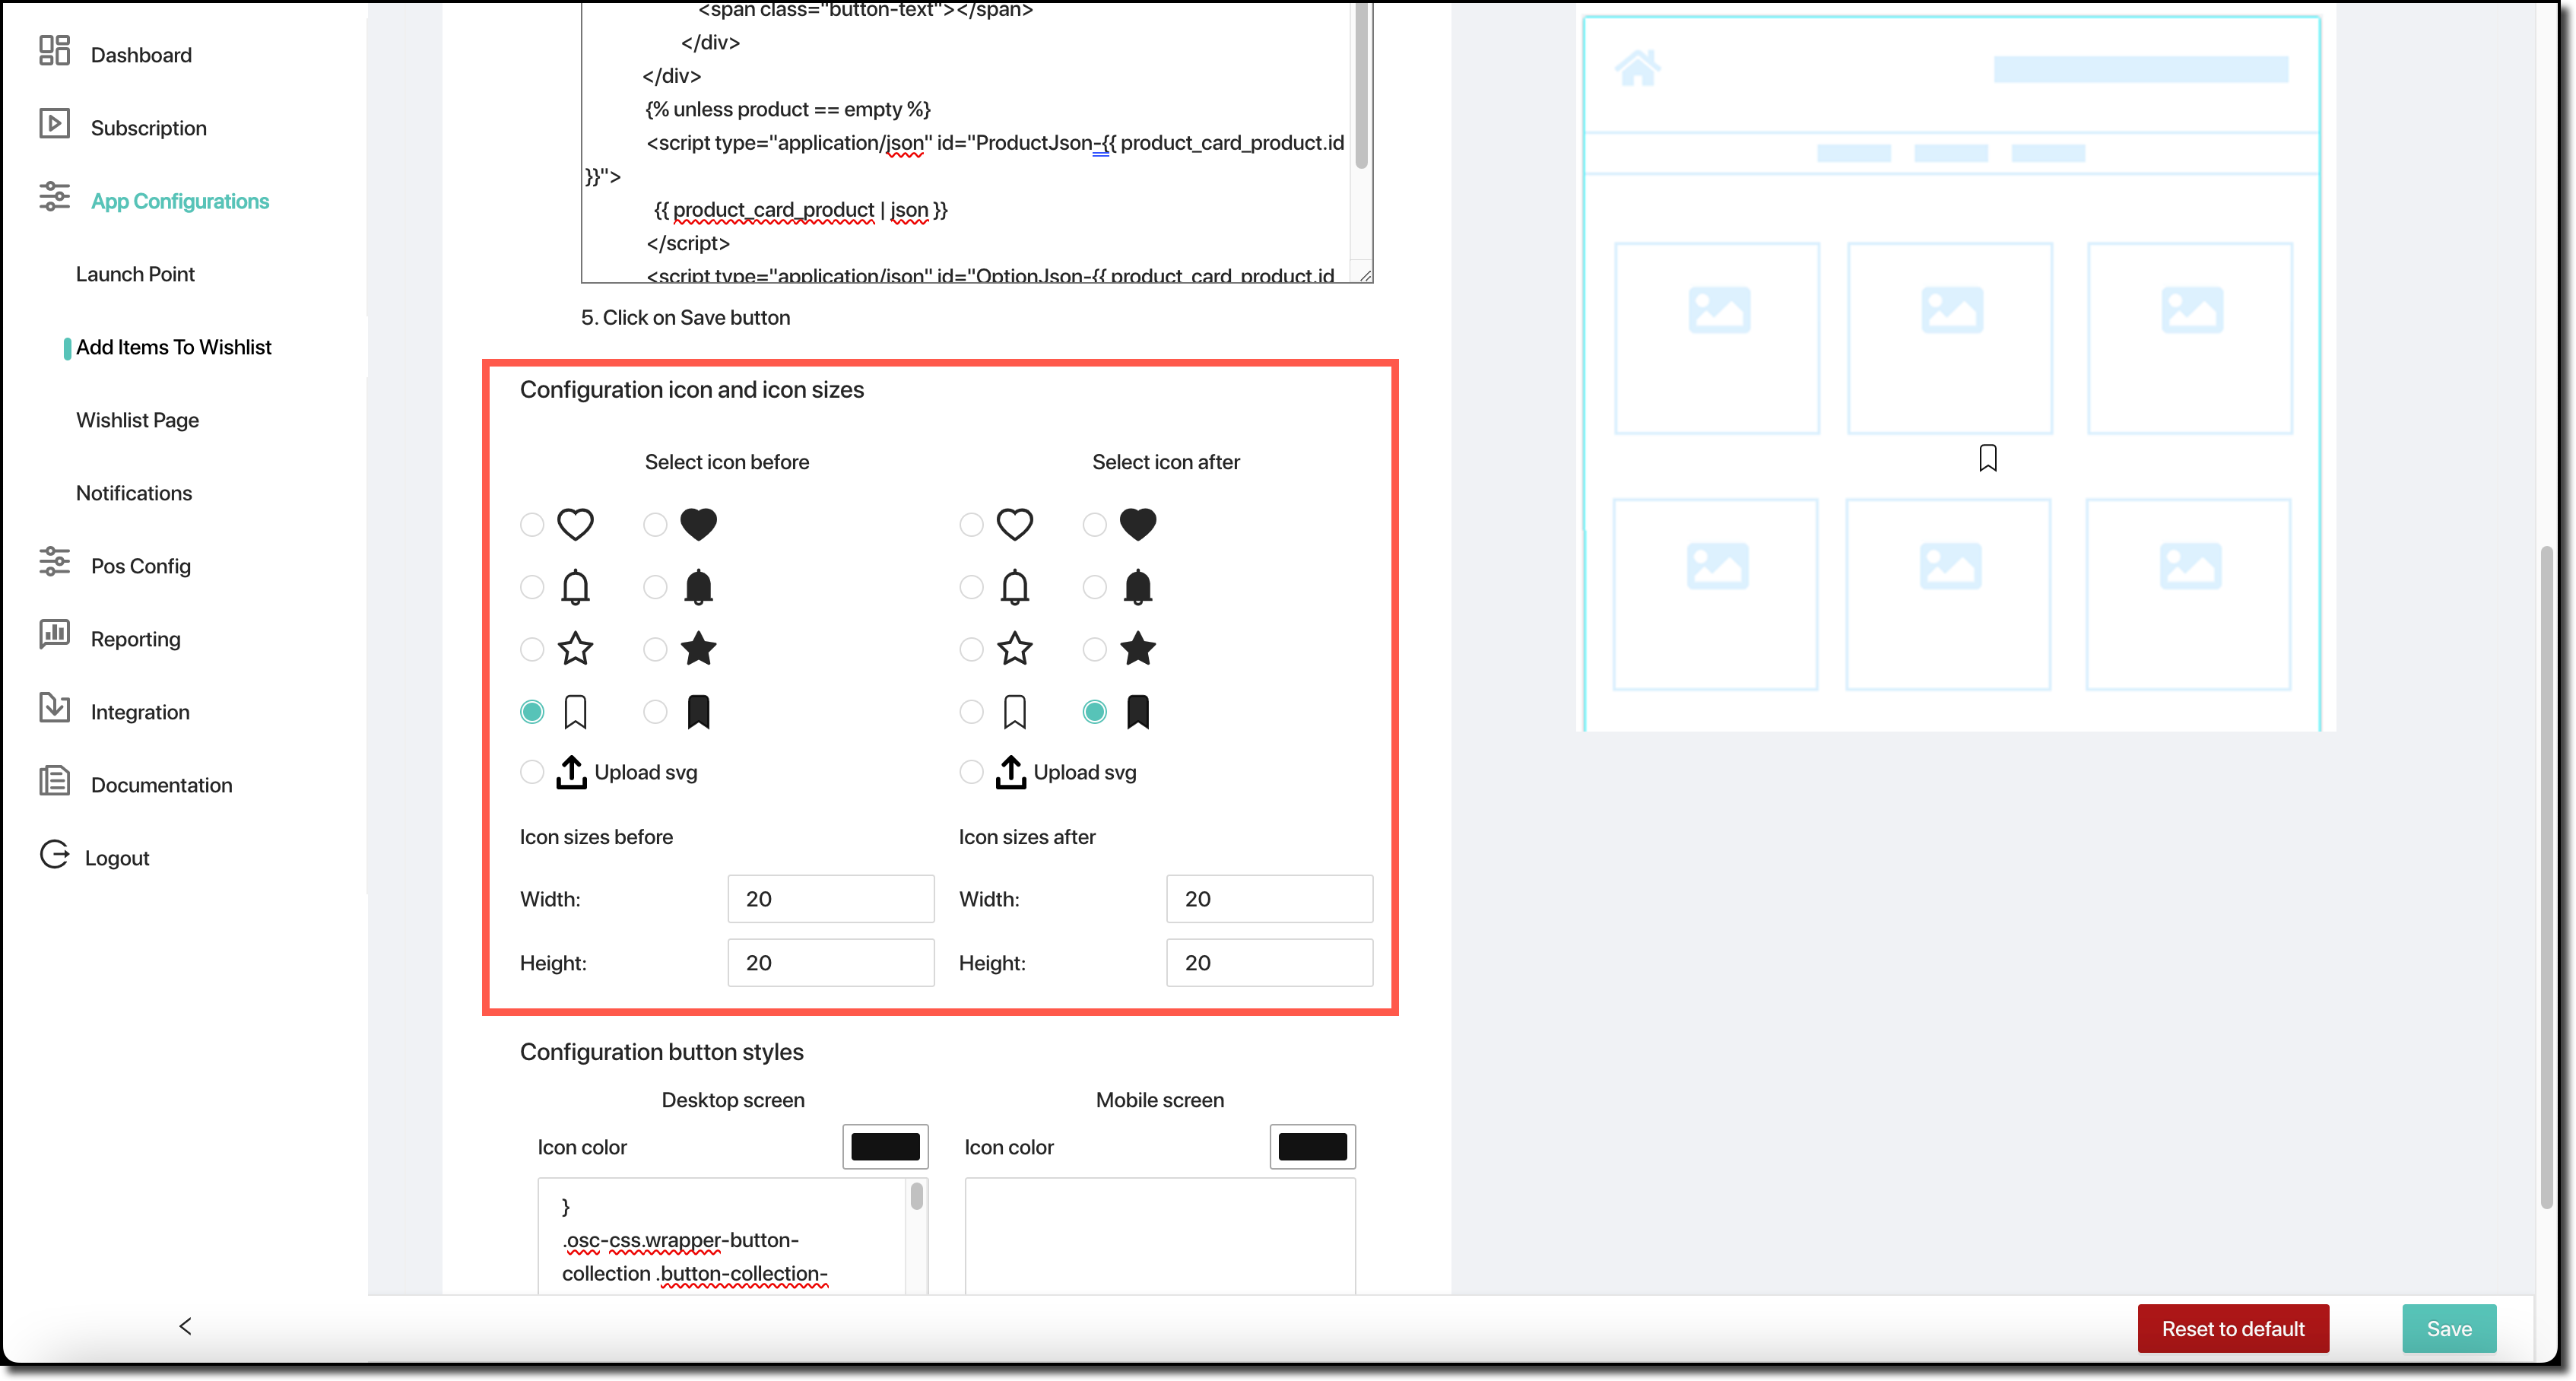 Dashboard
Subscription
App Configurations
Launch Point
Add Items To Wishlist
Wishlist Page
Notifications
Pos Config
Reporting
Integration
Documentation
Logout
<span class="button-text"></span>
</div>
</div>
{% unless product == empty %}
<script type="application/json" id="ProductJson-{{ product_card_product.id
}}">
{{ product_card_product | json }}
</script>
<script type="application/json" id="OptionJson-{{ product_card_product.id
5. Click on Save button
Configuration icon and icon sizes
Select icon before
Select icon after
Upload svg
Upload svg
Icon sizes before
Icon sizes after
Width: 20
Width: 20
Height: 20
Height: 20
Configuration button styles
Desktop screen
Mobile screen
Icon color
Icon color
}
.osc-css.wrapper-button-
collection .button-collection-
Reset to default
Save